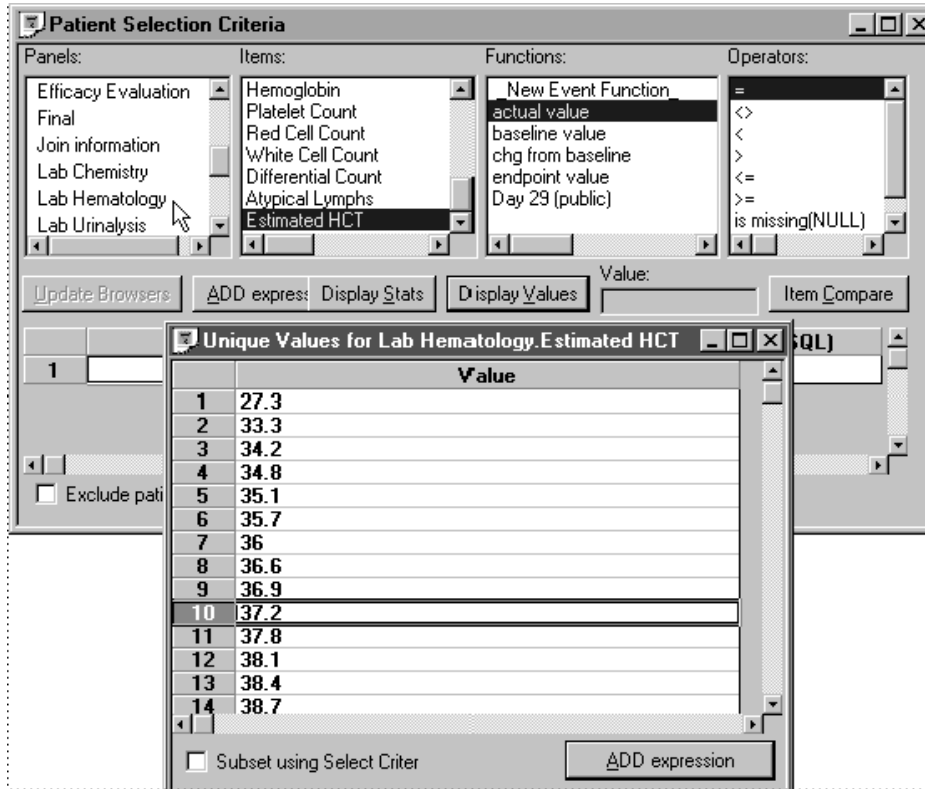 Patient Selection Criteria
Panels: Items: Functions: Operators:
Efficacy Evaluation
Final
Join information
Lab Chemistry
Lab Hematology
Lab Urinalysis
Hemoglobin
Platelet Count
Red Cell Count
White Cell Count
Differential Count
Atypical Lymphs
Estimated HCT
_New Event Function_
actual value
baseline value
chg from baseline
endpoint value
Day 29 (public)
=
<>
<
>
<=
>=
is missing(NULL)
Update Browsers ADD express Display Stats Display Values Value: Item Compare
SQL)
1
Exclude pati
Unique Values for Lab Hematology.Estimated HCT
Value
1 27.3
2 33.3
3 34.2
4 34.8
5 35.1
6 35.7
7 36
8 36.6
9 36.9
10 37.2
11 37.8
12 38.1
13 38.4
14 38.7
Subset using Select Criter ADD expression